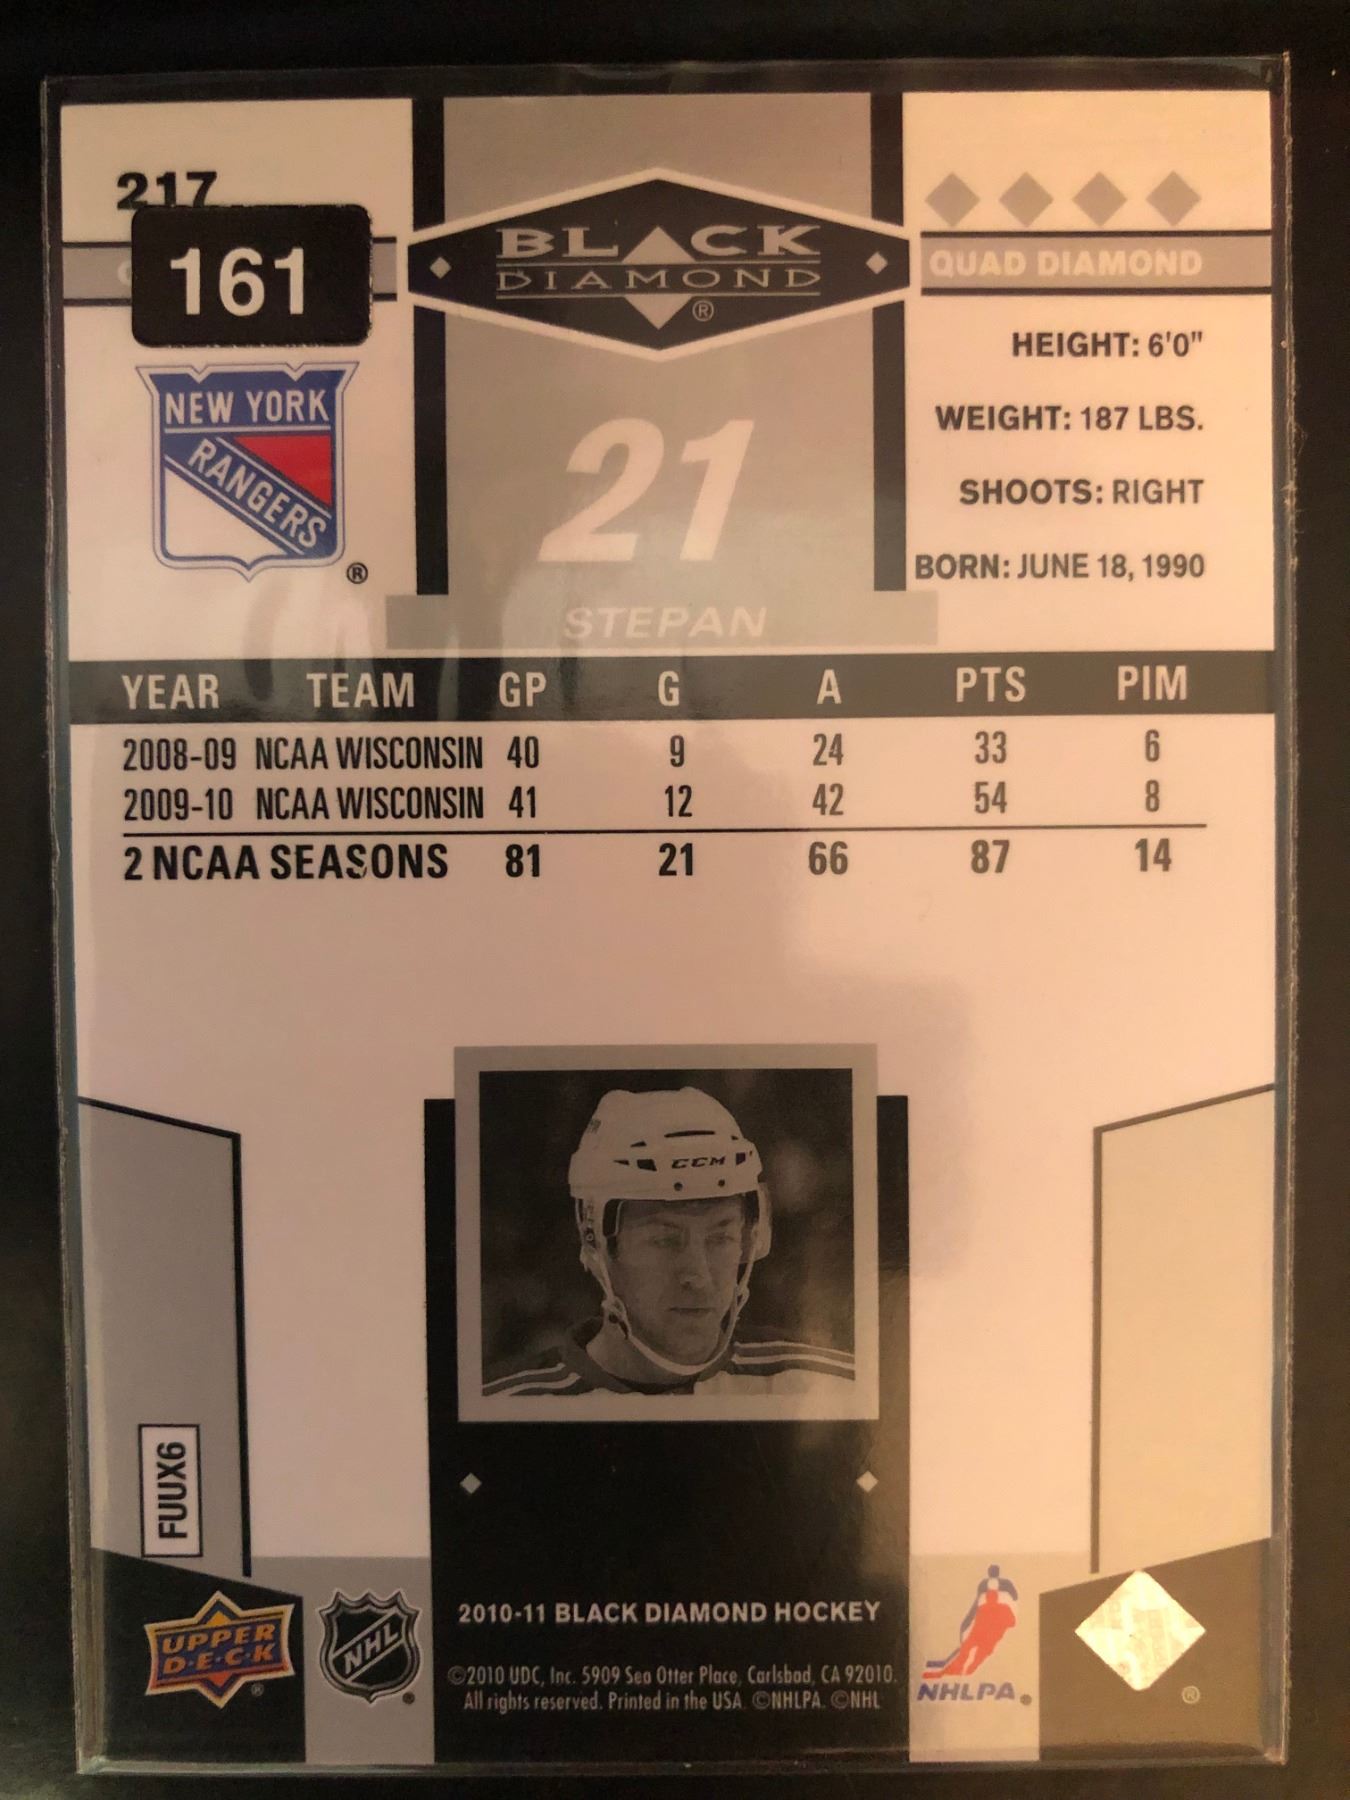 217
161
BLACK
DIAMOND
®
QUAD DIAMOND
HEIGHT: 6'0"
WEIGHT: 187 LBS.
SHOOTS: RIGHT
BORN: JUNE 18, 1990
NEW YORK
RANGERS
®
21
STEPAN
YEAR TEAM GP G A PTS PIM
2008-09 NCAA WISCONSIN 40 9 24 33 6
2009-10 NCAA WISCONSIN 41 12 42 54 8
2 NCAA SEASONS 81 21 66 87 14
CCM
FUUX6
UPPER
D·E·C·K
®
NHL
®
2010-11 BLACK DIAMOND HOCKEY
©2010 UDC, Inc. 5909 Sea Otter Place, Carlsbad, CA 92010.
All rights reserved. Printed in the USA. ©NHLPA. ©NHL
NHLPA®
®